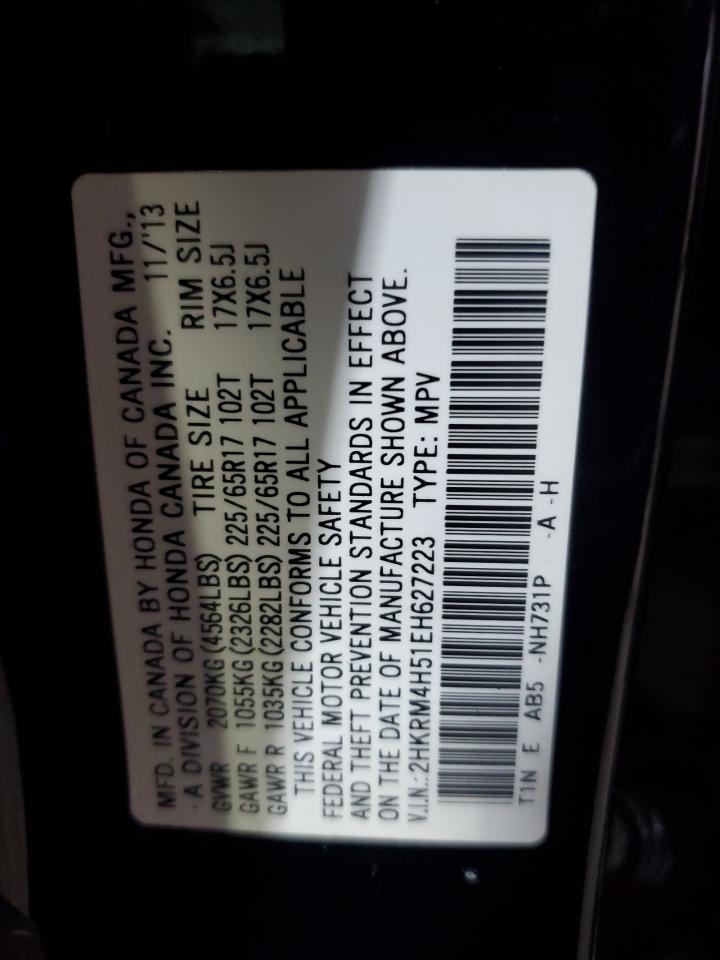 MFD. IN CANADA BY HONDA OF CANADA MFG.,
A DIVISION OF HONDA CANADA INC. 11/'13
GVWR 2070KG(4564LBS) TIRE SIZE RIM SIZE
GAWR F 1055KG(2326LBS) 225/65R17 102T 17X6.5J
GAWR R 1035KG(2282LBS) 225/65R17 102T 17X6.5J
THIS VEHICLE CONFORMS TO ALL APPLICABLE
FEDERAL MOTOR VEHICLE SAFETY
AND THEFT PREVENTION STANDARDS IN EFFECT
ON THE DATE OF MANUFACTURE SHOWN ABOVE.
V.I.N.:2HKRM4H51EH627223 TYPE: MPV
T1N E AB5 -NH731P -A -H